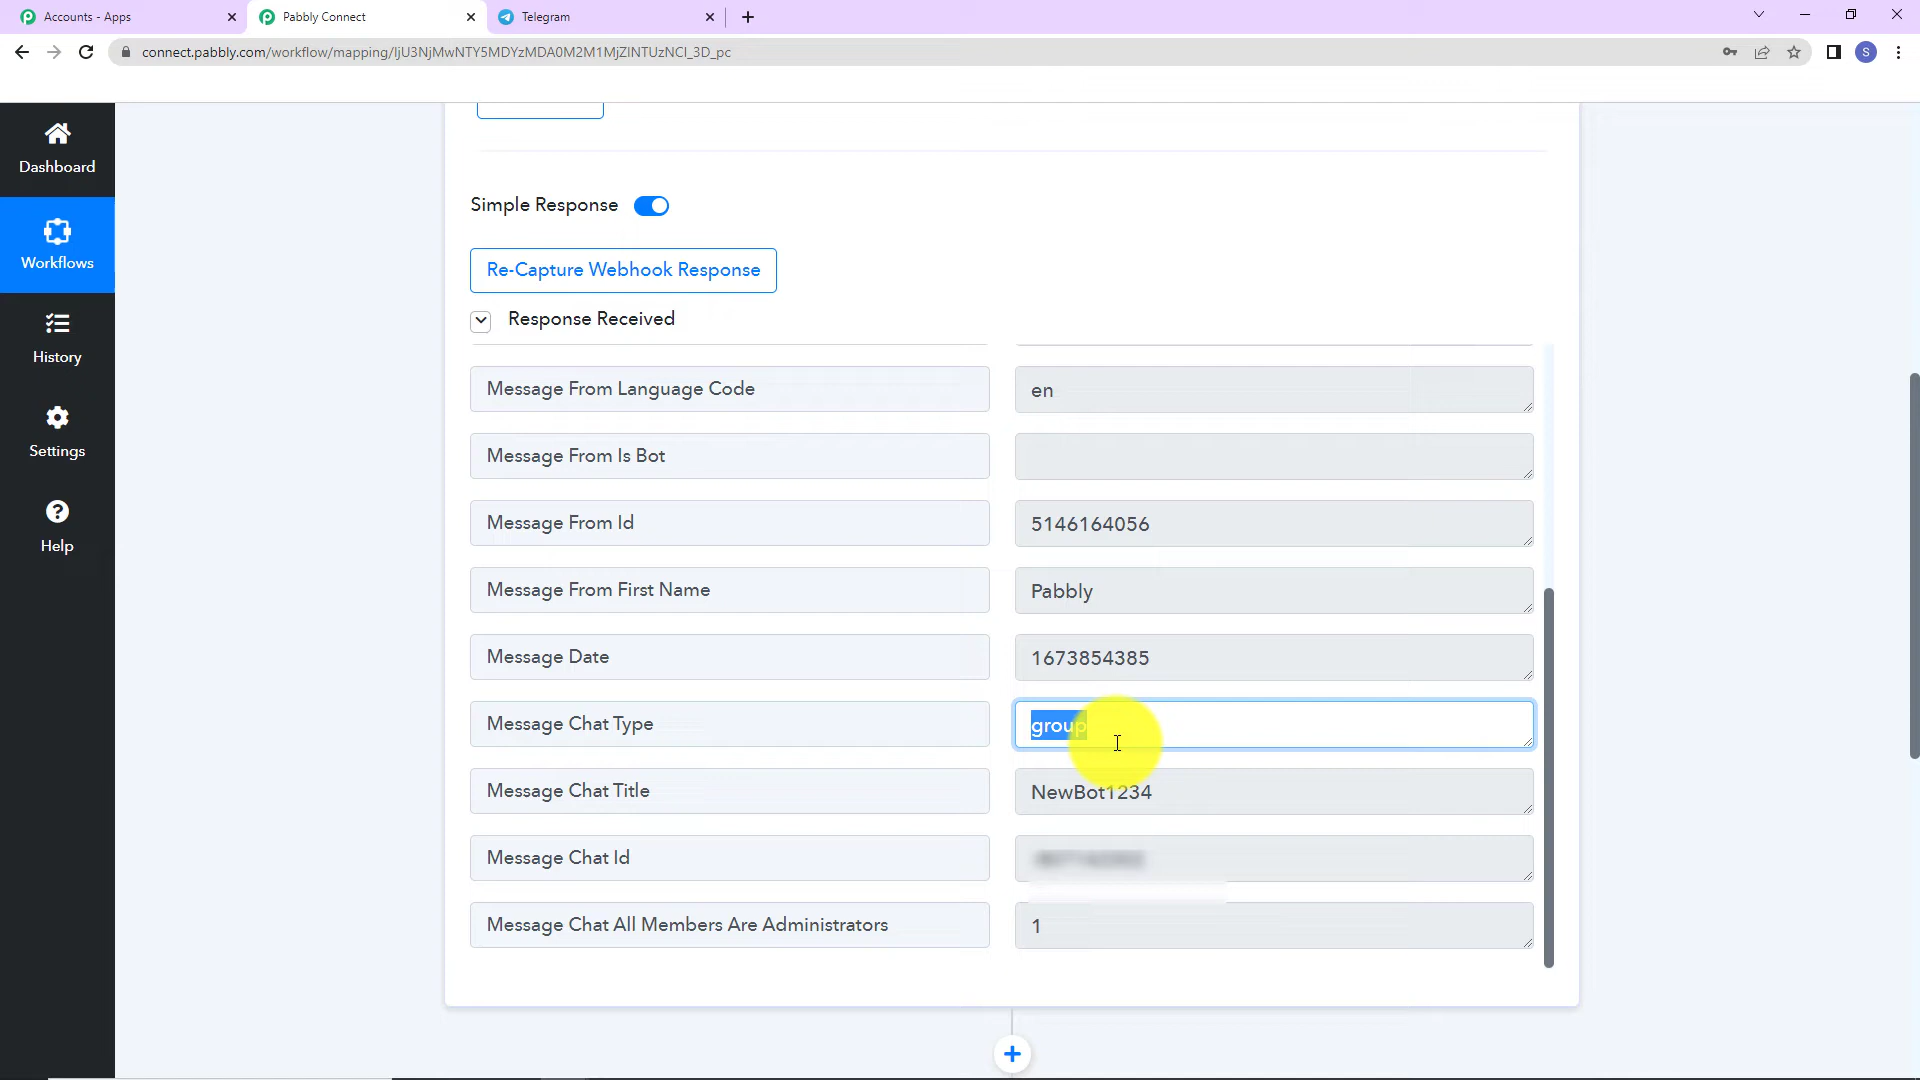 Accounts - Apps
Pabbly Connect
Telegram
connect.pabbly.com/workflow/mapping/IjU3NjMwNTY5MDYzMDA0M2M1MjZlNTUzNCI_3D_pc
S
Dashboard
Workflows
History
Settings
Help
Simple Response
Re-Capture Webhook Response
Response Received
Message From Language Code
en
Message From Is Bot
Message From Id
5146164056
Message From First Name
Pabbly
Message Date
1673854385
Message Chat Type
group
Message Chat Title
NewBot1234
Message Chat Id
Message Chat All Members Are Administrators
1